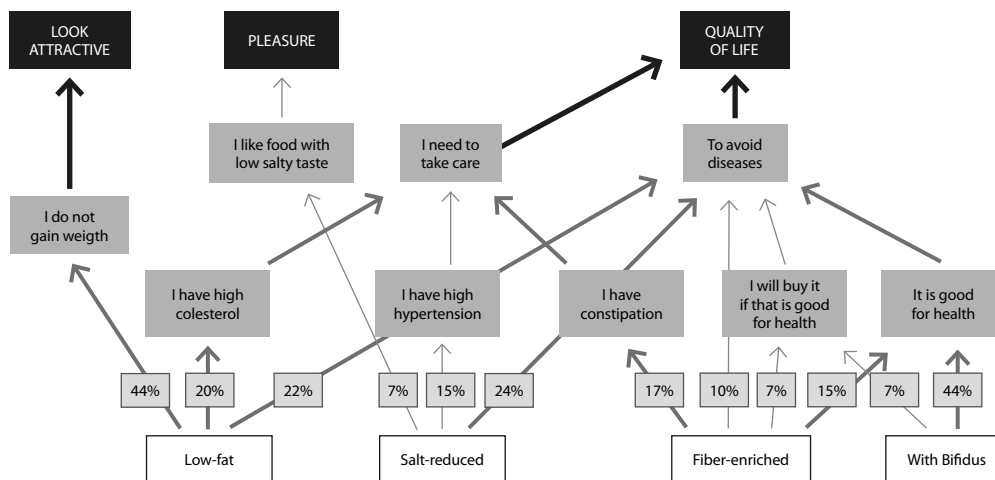 LOOK
ATTRACTIVE
PLEASURE
QUALITY
OF LIFE
I like food with
low salty taste
I need to
take care
To avoid
diseases
I do not
gain weigth
I have high
colesterol
I have high
hypertension
I have
constipation
I will buy it
if that is good
for health
It is good
for health
44%
20%
22%
7%
15%
24%
17%
10%
7%
15%
7%
44%
Low-fat
Salt-reduced
Fiber-enriched
With Bifidus